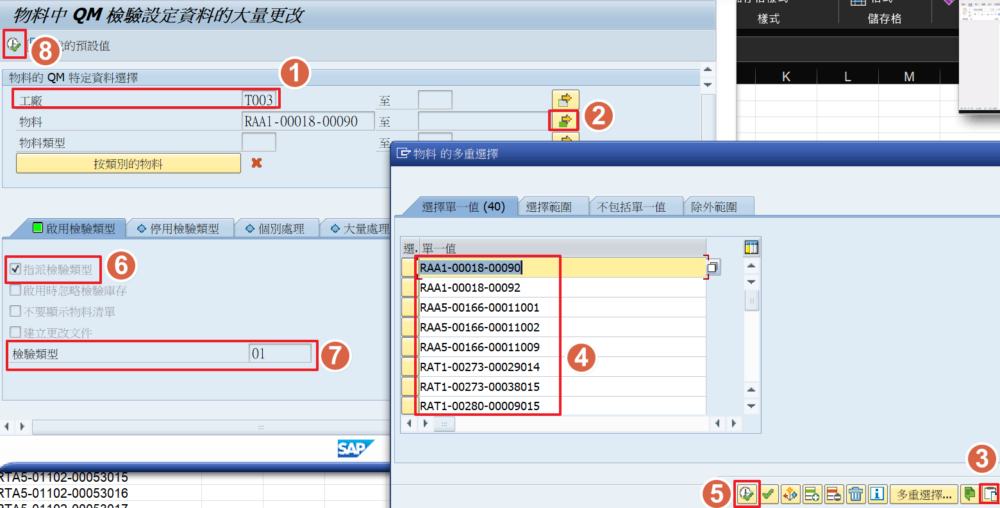 物料中 QM 檢驗設定資料的大量更改
樣式
儲存格
8
的預設值
物料的 QM 特定資料選擇
1
K L M
工廠 T003 至
2
物料 RAA1-00018-00090 至
物料類型 至
按類別的物料
物料 的多重選擇
選擇單一值 (40) 選擇範圍 不包括單一值 除外範圍
啟用檢驗類型 停用檢驗類型 個別處理 大量處理
選. 單一值
指派檢驗類型
6
RAA1-00018-00090
啟用時忽略檢驗庫存
RAA1-00018-00092
不要顯示物料清單
RAA5-00166-00011001
建立更改文件
RAA5-00166-00011002
檢驗類型 01
7
RAA5-00166-00011009
4
RAT1-00273-00029014
RAT1-00273-00038015
RAT1-00280-00009015
SAP
3
RTA5-01102-00053015
RTA5-01102-00053016
RTA5-01102-00053017
5
多重選擇...